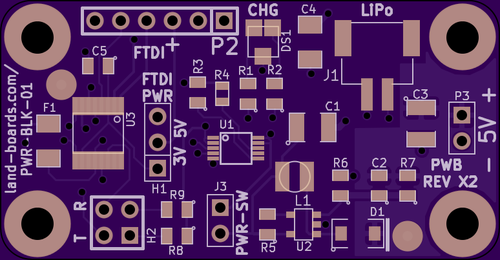 CHG
C4
LiPo
FTDI
+
P2
DS1
J1
C5
FTDI
PWR
R3
R4
R1
R2
C3
P3
5V + -
F1
U3
3V 5V
H1
U1
C1
PWB
REV X2
land-boards.com/
PWR-BLK-01
R6
C2
R7
R
T
H2
R9
R8
J3
PWR-SW
R5
L1
U2
D1